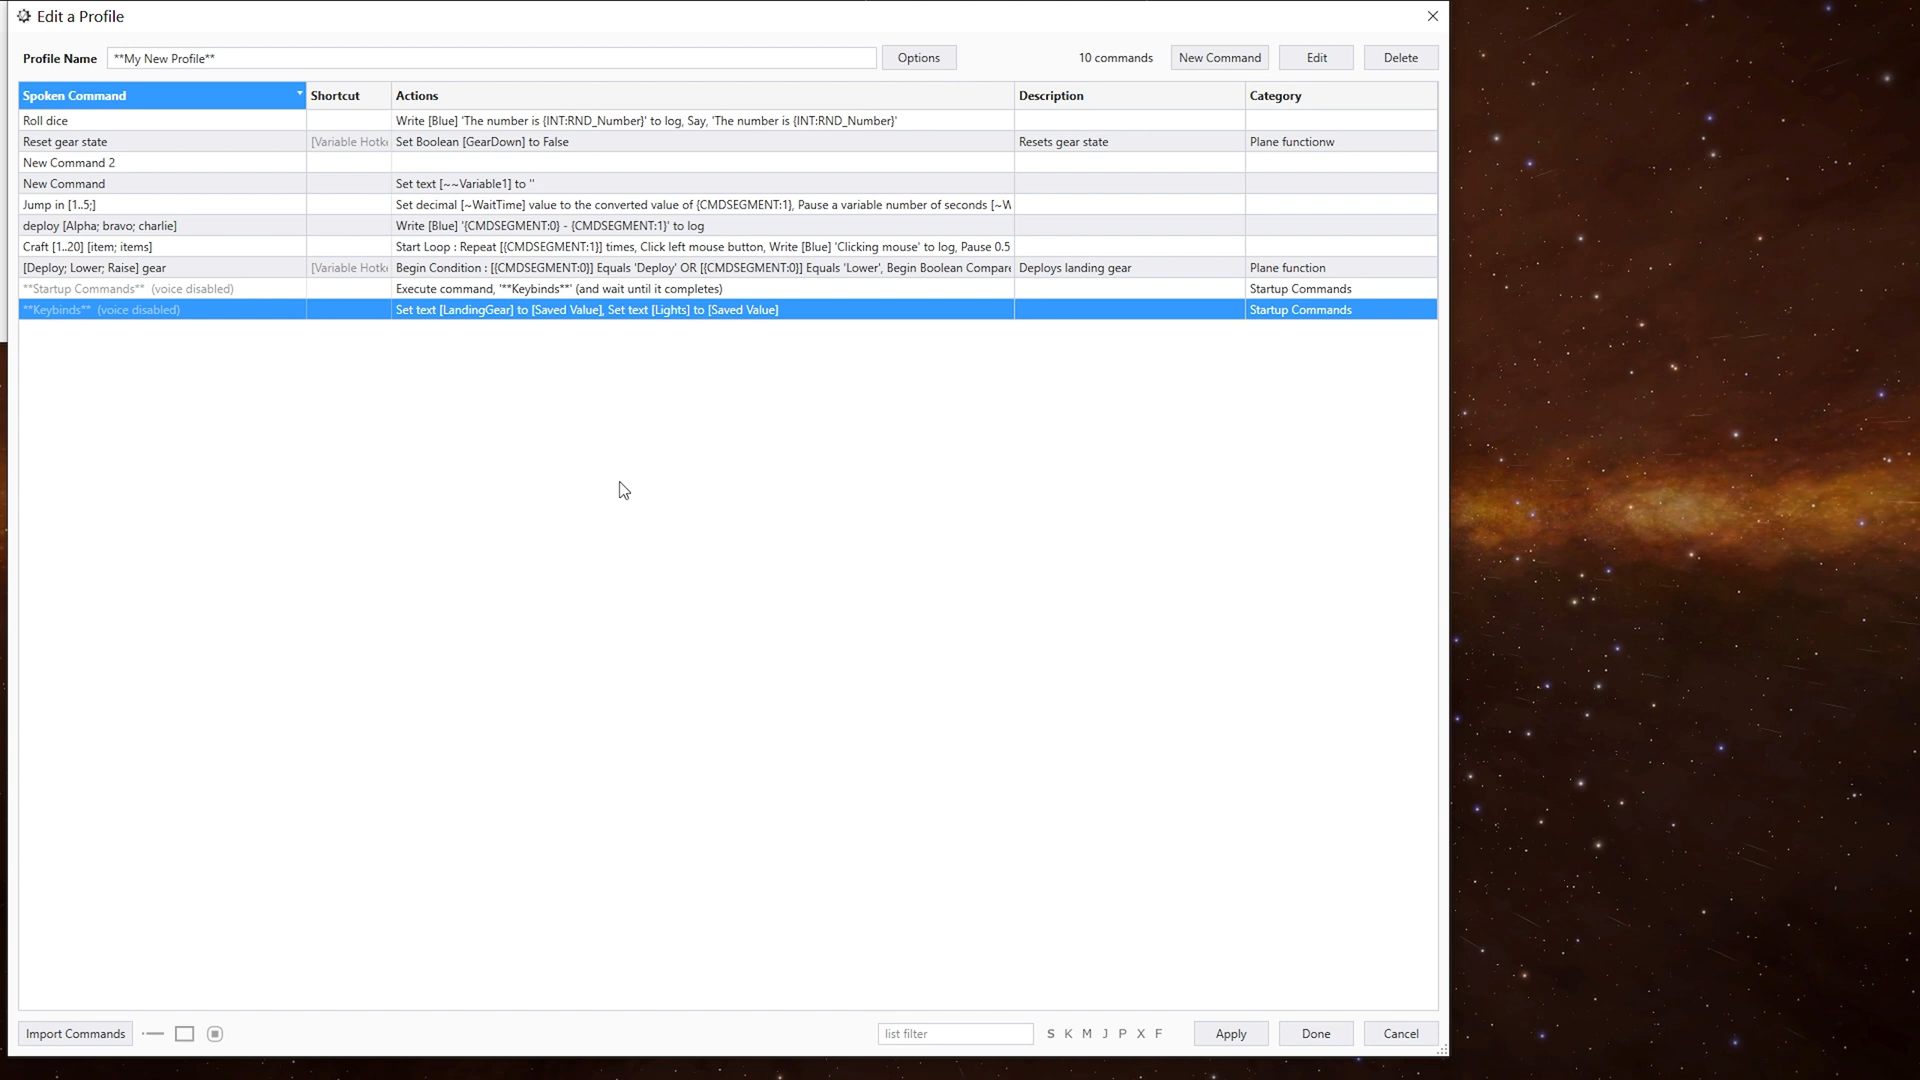 Edit a Profile
Profile Name **My New Profile** Options 10 commands New Command Edit Delete
Spoken Command Shortcut Actions Description Category
Roll dice Write [Blue] 'The number is {INT:RND_Number}' to log, Say, 'The number is {INT:RND_Number}'
Reset gear state [Variable Hotke Set Boolean [GearDown] to False Resets gear state Plane functionw
New Command 2
New Command Set text [~~Variable1] to ''
Jump in [1..5;] Set decimal [~WaitTime] value to the converted value of {CMDSEGMENT:1}, Pause a variable number of seconds [~W
deploy [Alpha; bravo; charlie] Write [Blue] '{CMDSEGMENT:0} - {CMDSEGMENT:1}' to log
Craft [1..20] [item; items] Start Loop : Repeat [{CMDSEGMENT:1}] times, Click left mouse button, Write [Blue] 'Clicking mouse' to log, Pause 0.5
[Deploy; Lower; Raise] gear [Variable Hotke Begin Condition : [{CMDSEGMENT:0}] Equals 'Deploy' OR [{CMDSEGMENT:0}] Equals 'Lower', Begin Boolean Compare Deploys landing gear Plane function
**Startup Commands** (voice disabled) Execute command, '**Keybinds**' (and wait until it completes) Startup Commands
**Keybinds** (voice disabled) Set text [LandingGear] to [Saved Value], Set text [Lights] to [Saved Value] Startup Commands
Import Commands list filter S K M J P X F Apply Done Cancel